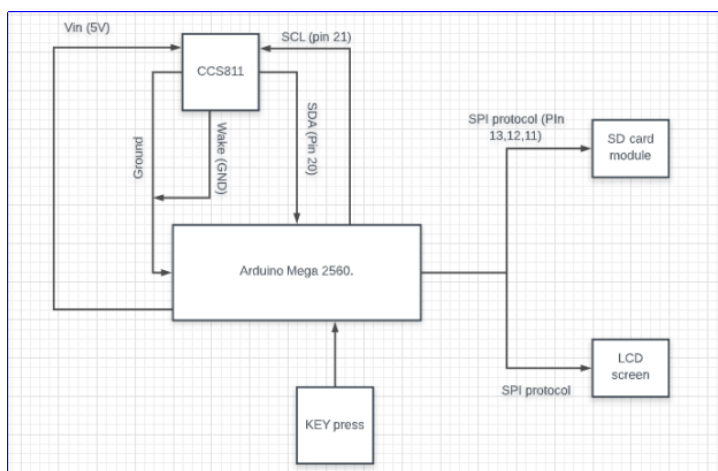 Vin (5V)
SCL (pin 21)
CCS811
Ground
Wake (GND)
SDA (Pin 20)
SPI protocol (PIn
13,12,11)
SD card
module
Arduino Mega 2560.
LCD
screen
SPI protocol
KEY press